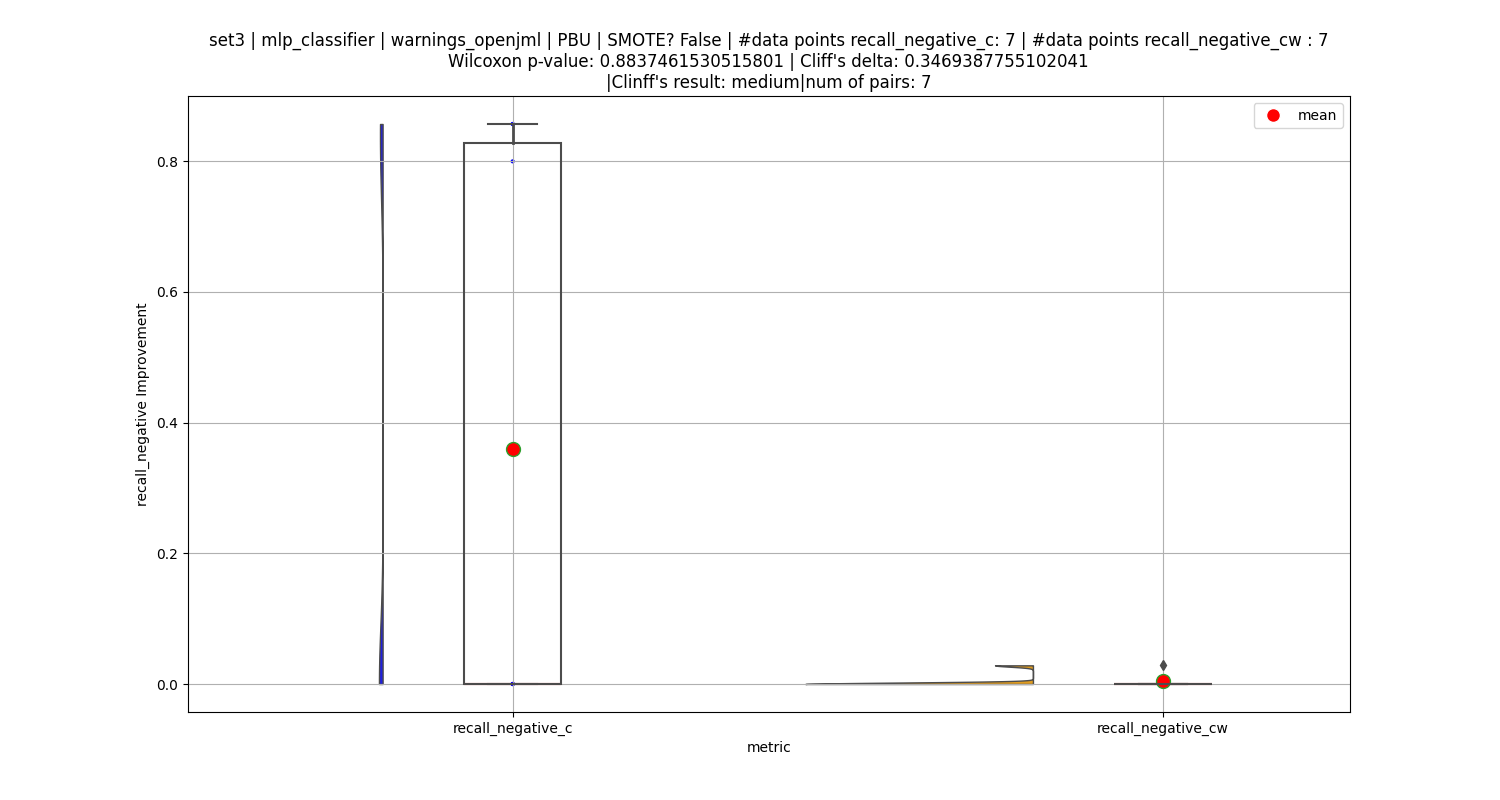 set3 | mlp_classifier | warnings_openjml | PBU | SMOTE? False | #data points recall_negative_c: 7 | #data points recall_negative_cw : 7
Wilcoxon p-value: 0.8837461530515801 | Cliff's delta: 0.3469387755102041
|Clinff's result: medium|num of pairs: 7
mean
recall_negative Improvement
0.8
0.6
0.4
0.2
0.0
recall_negative_c
recall_negative_cw
metric